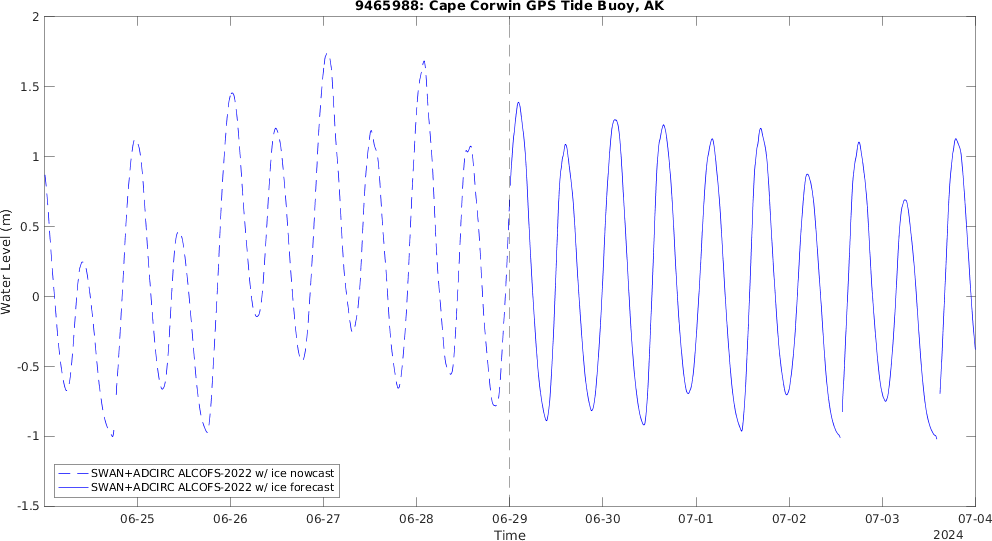 9465988: Cape Corwin GPS Tide Buoy, AK
2
1.5
1
0.5
0
-0.5
-1
-1.5
Water Level (m)
SWAN+ADCIRC ALCOFS-2022 w/ ice nowcast
SWAN+ADCIRC ALCOFS-2022 w/ ice forecast
06-25 06-26 06-27 06-28 06-29 06-30 07-01 07-02 07-03 07-04
Time
2024